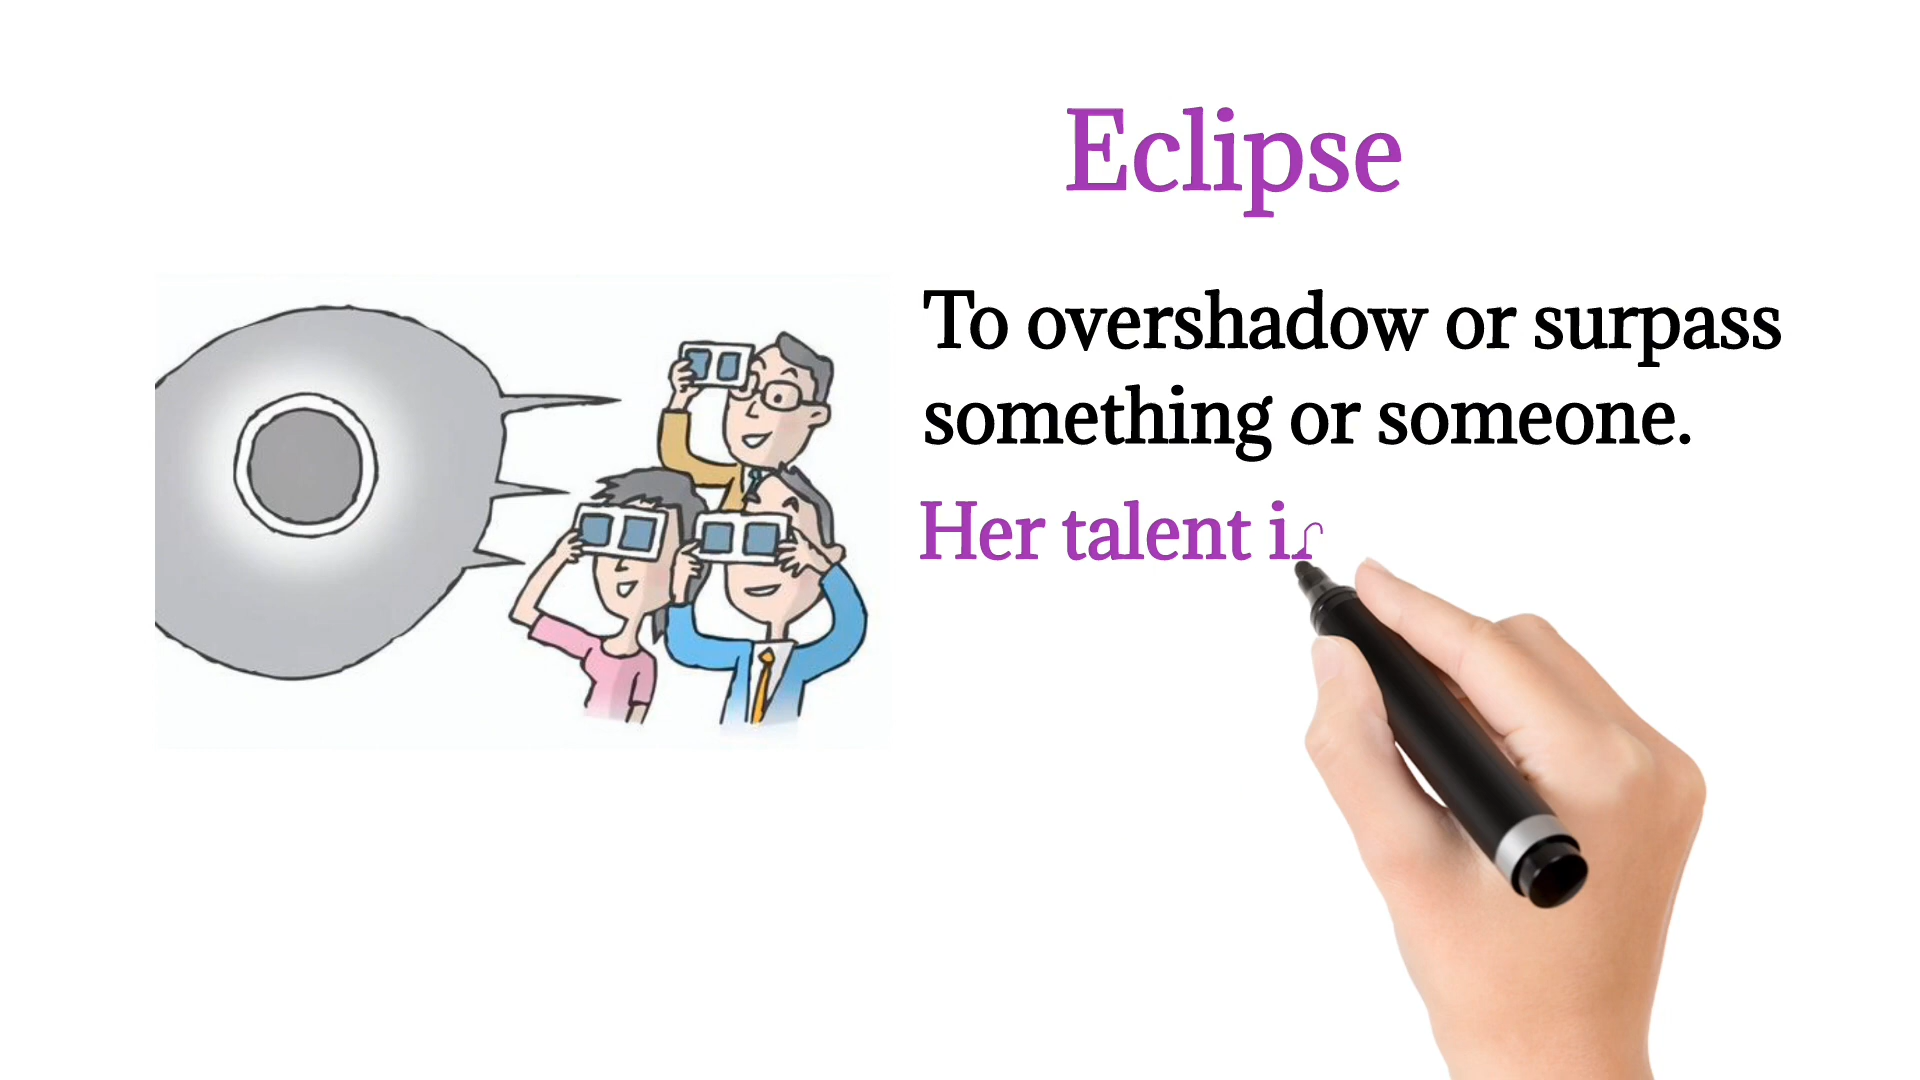 Eclipse
To overshadow or surpass
something or someone.
Her talent